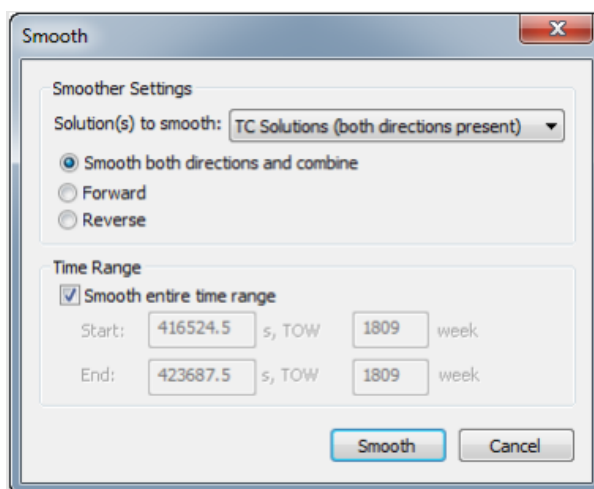 Smooth
Smoother Settings
Solution(s) to smooth: TC Solutions (both directions present)
Smooth both directions and combine
Forward
Reverse
Time Range
Smooth entire time range
Start: 416524.5 s, TOW 1809 week
End: 423687.5 s, TOW 1809 week
Smooth Cancel